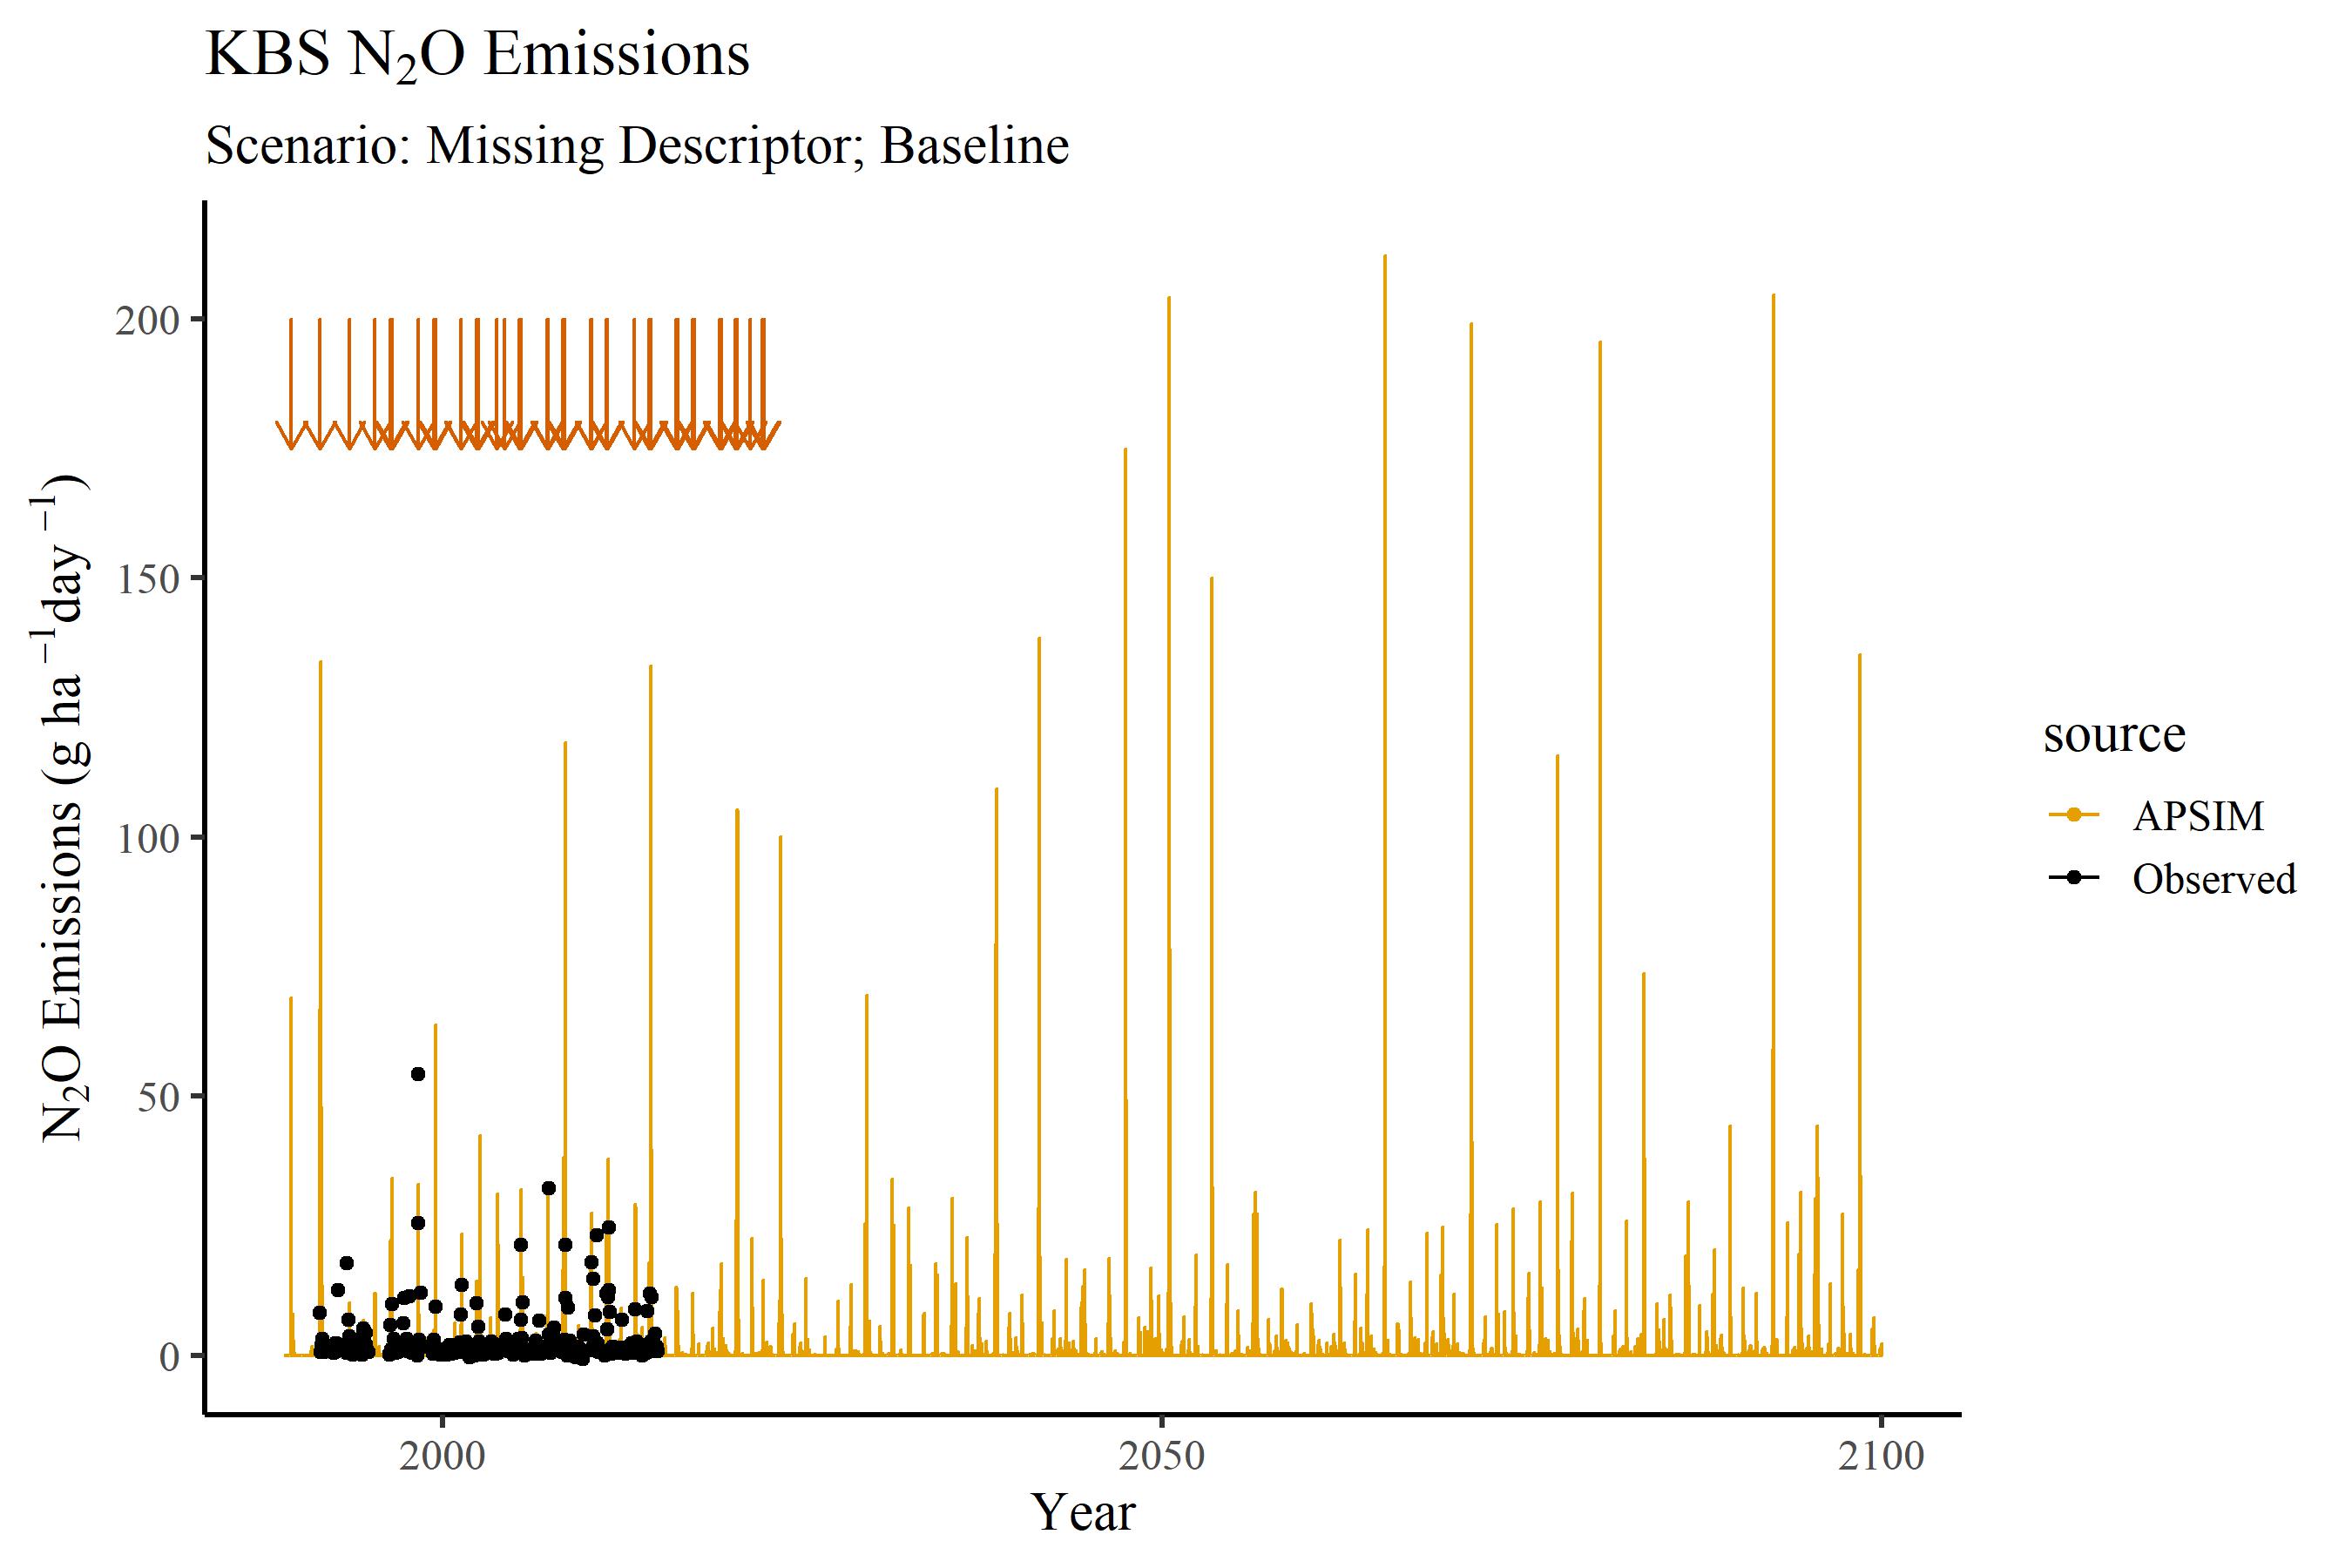 KBS N₂O Emissions
Scenario: Missing Descriptor; Baseline
N₂O Emissions (g ha⁻¹day⁻¹)
200
150
100
50
0
2000
2050
2100
Year
source
APSIM
Observed